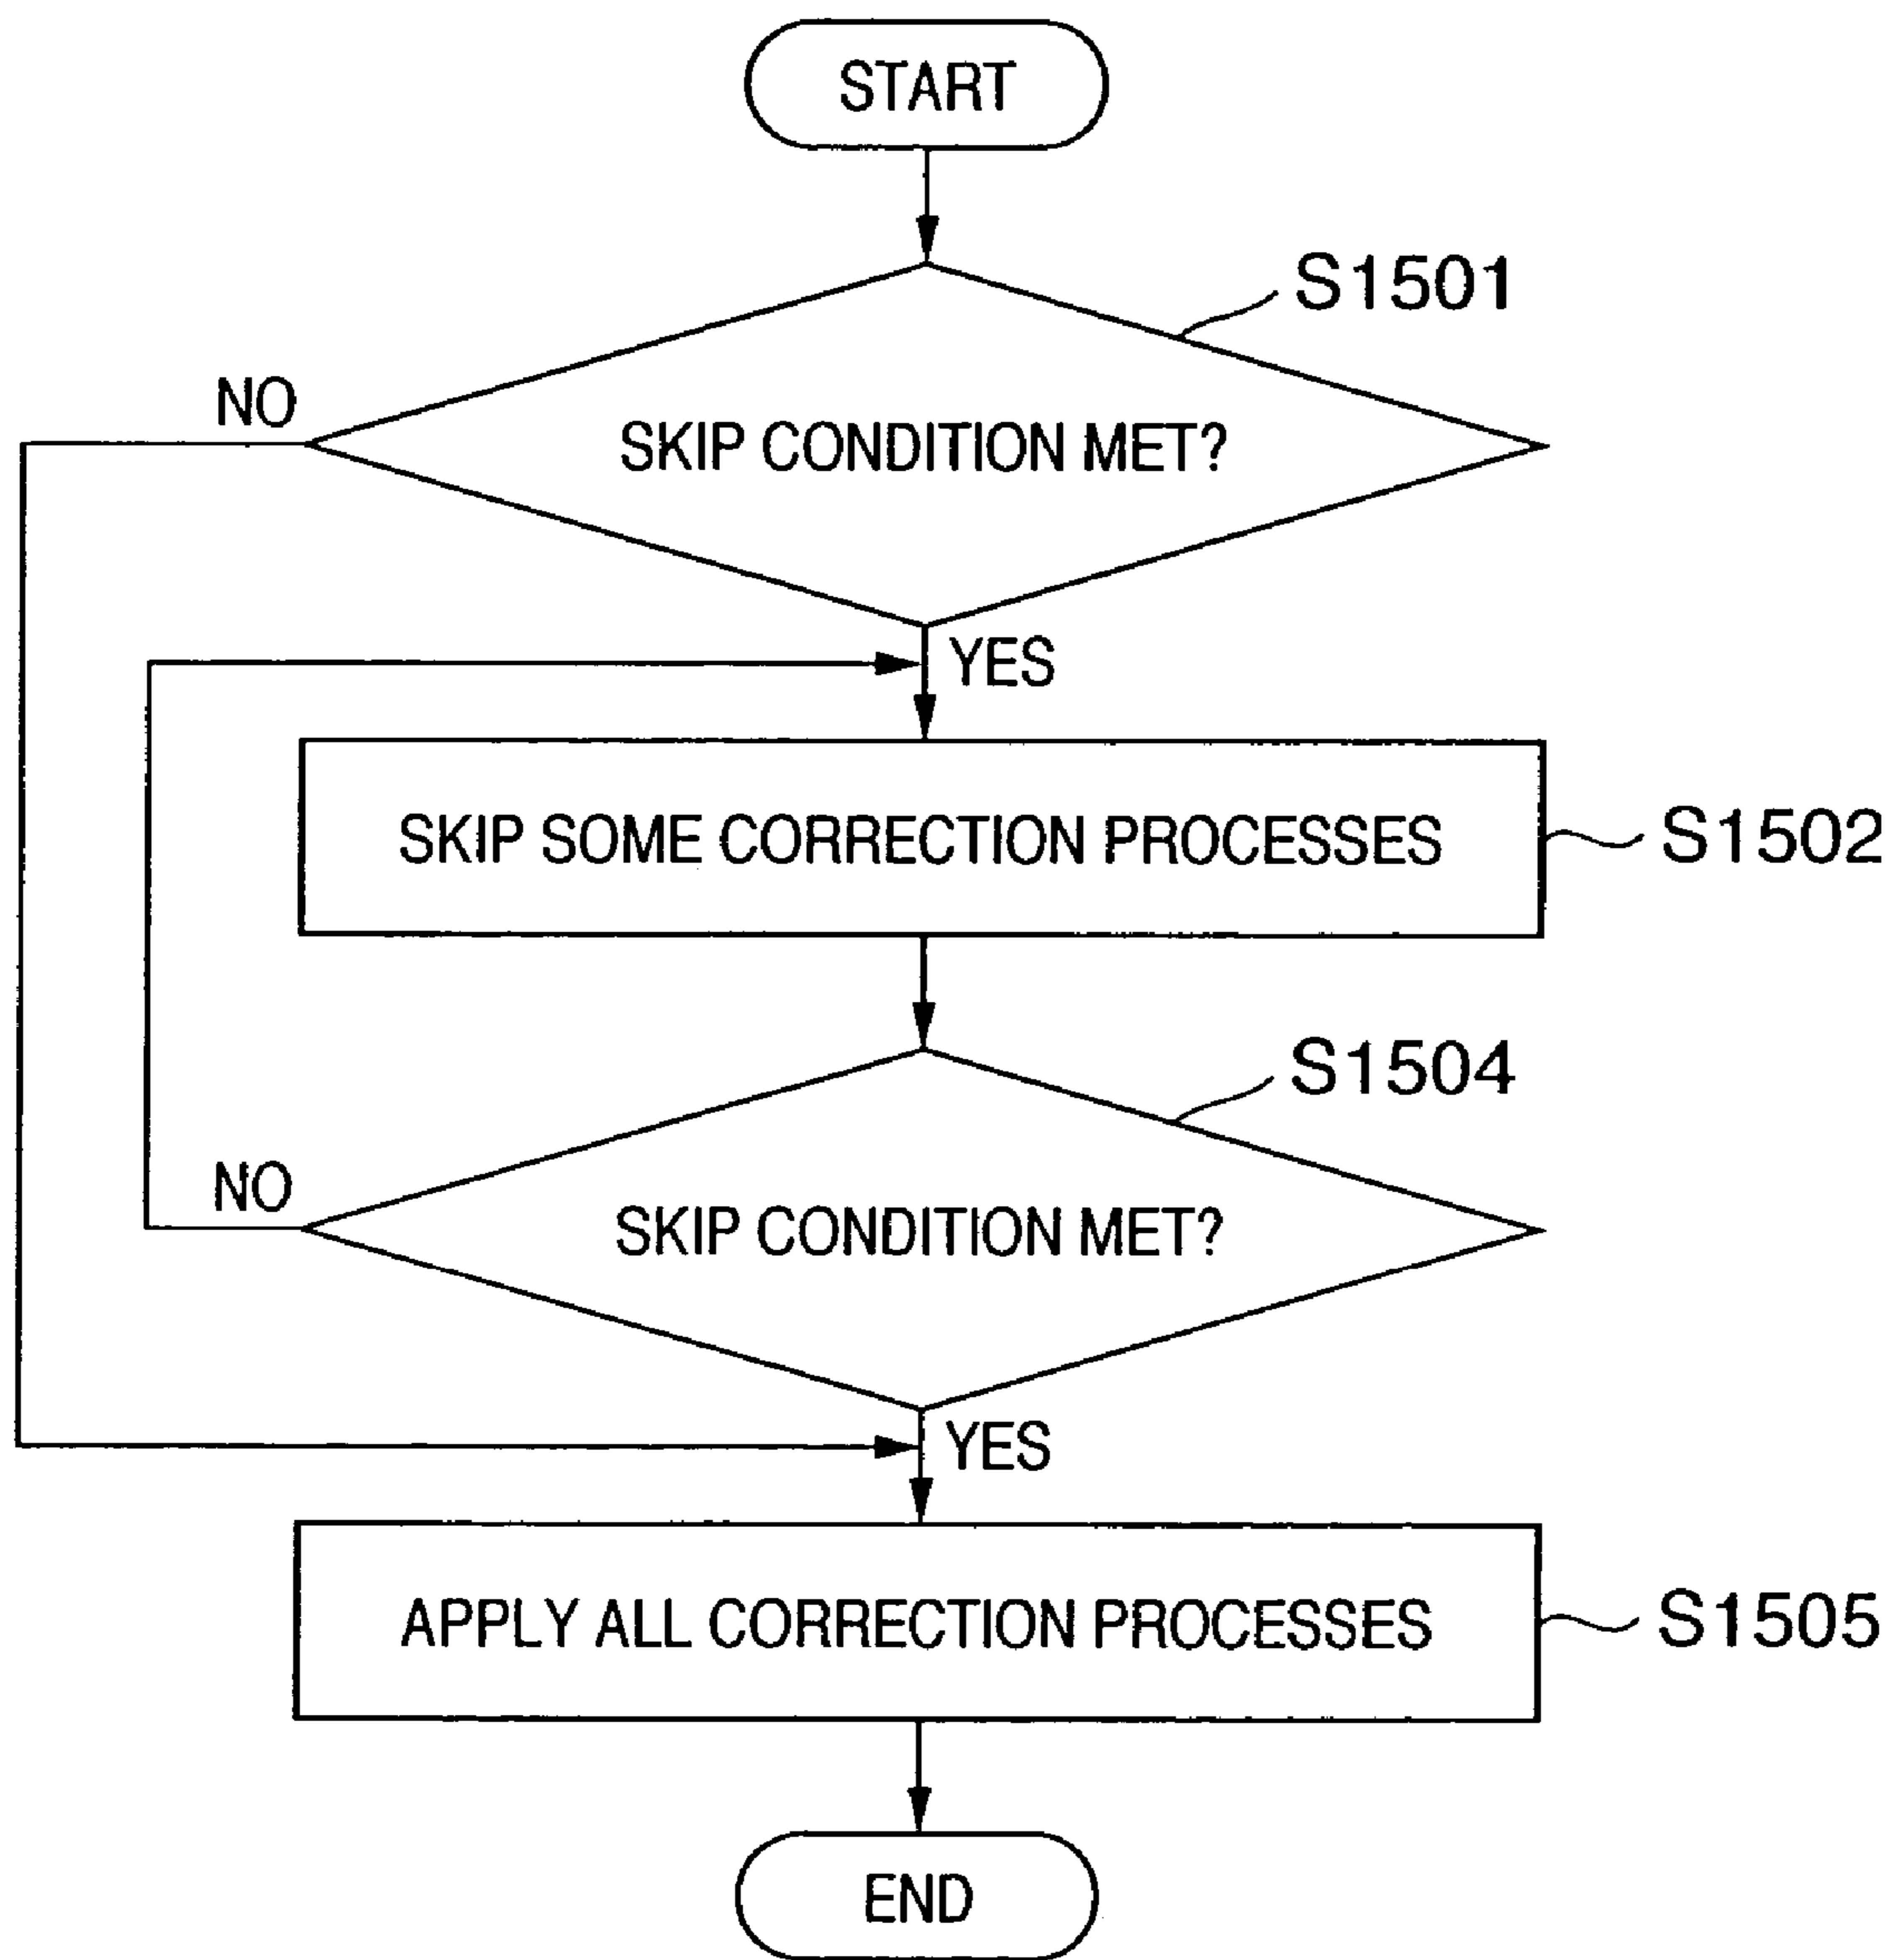 START
S1501
NO
SKIP CONDITION MET?
YES
SKIP SOME CORRECTION PROCESSES
S1502
S1504
NO
SKIP CONDITION MET?
YES
APPLY ALL CORRECTION PROCESSES
S1505
END